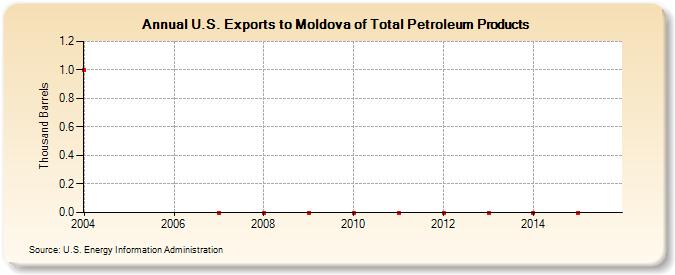 Annual U.S. Exports to Moldova of Total Petroleum Products
Thousand Barrels
1.2
1.0
0.8
0.6
0.4
0.2
0.0
2004 2006 2008 2010 2012 2014
Source: U.S. Energy Information Administration